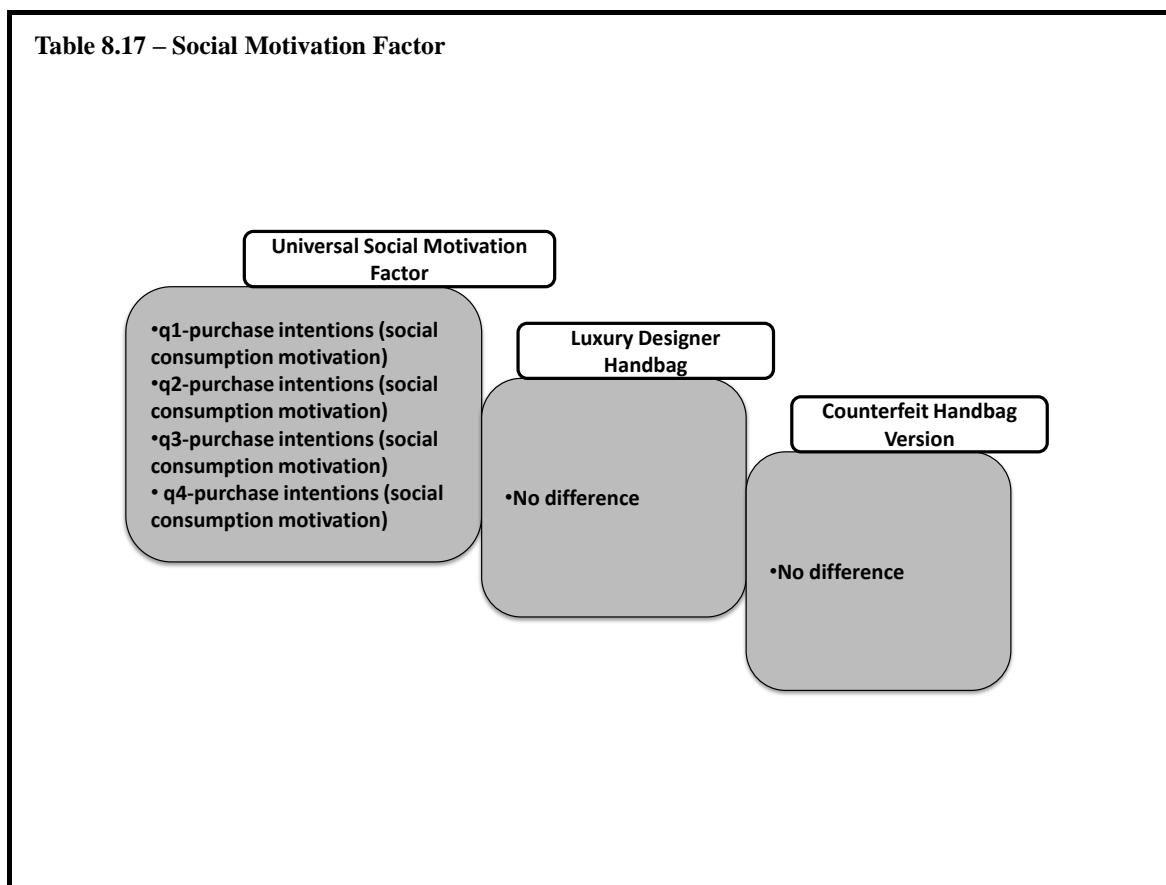 Table 8.17 – Social Motivation Factor
Universal Social Motivation
Factor
•q1-purchase intentions (social
consumption motivation)
•q2-purchase intentions (social
consumption motivation)
•q3-purchase intentions (social
consumption motivation)
• q4-purchase intentions (social
consumption motivation)
Luxury Designer
Handbag
•No difference
Counterfeit Handbag
Version
•No difference